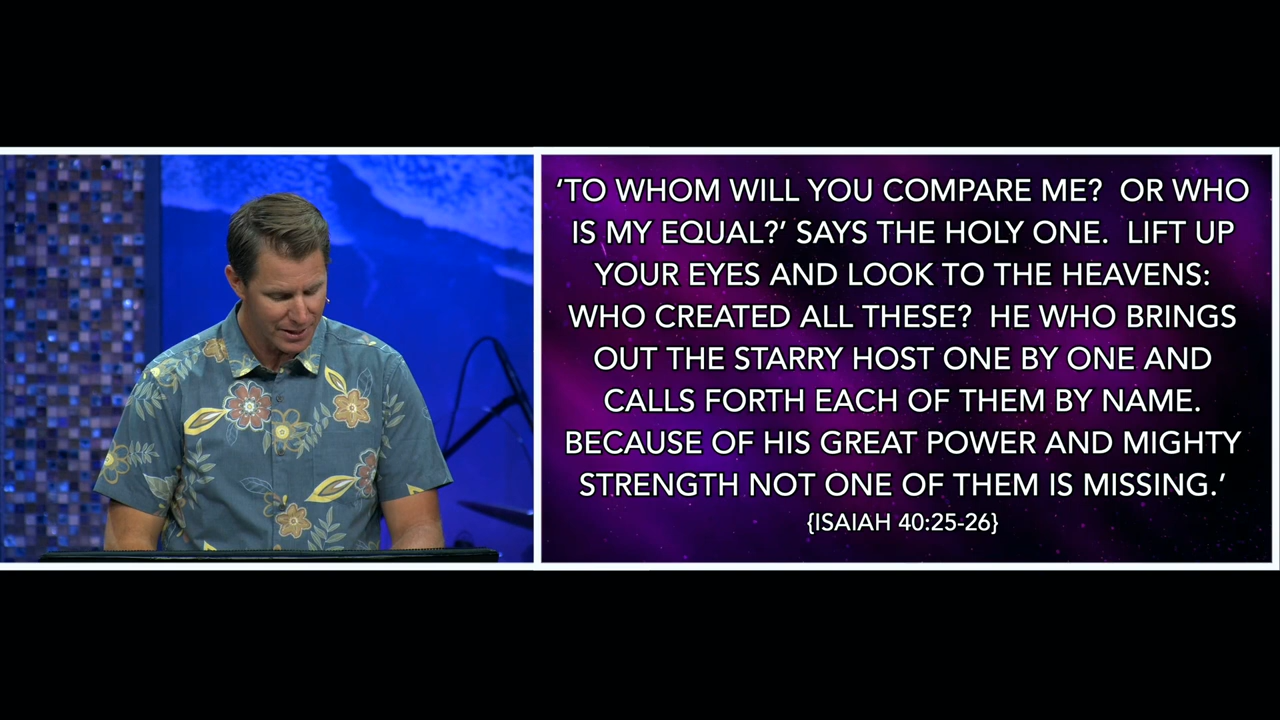 ‘TO WHOM WILL YOU COMPARE ME?  OR WHO
IS MY EQUAL?’ SAYS THE HOLY ONE.  LIFT UP
YOUR EYES AND LOOK TO THE HEAVENS:
WHO CREATED ALL THESE?  HE WHO BRINGS
OUT THE STARRY HOST ONE BY ONE AND
CALLS FORTH EACH OF THEM BY NAME.
BECAUSE OF HIS GREAT POWER AND MIGHTY
STRENGTH NOT ONE OF THEM IS MISSING.’
{ISAIAH 40:25-26}